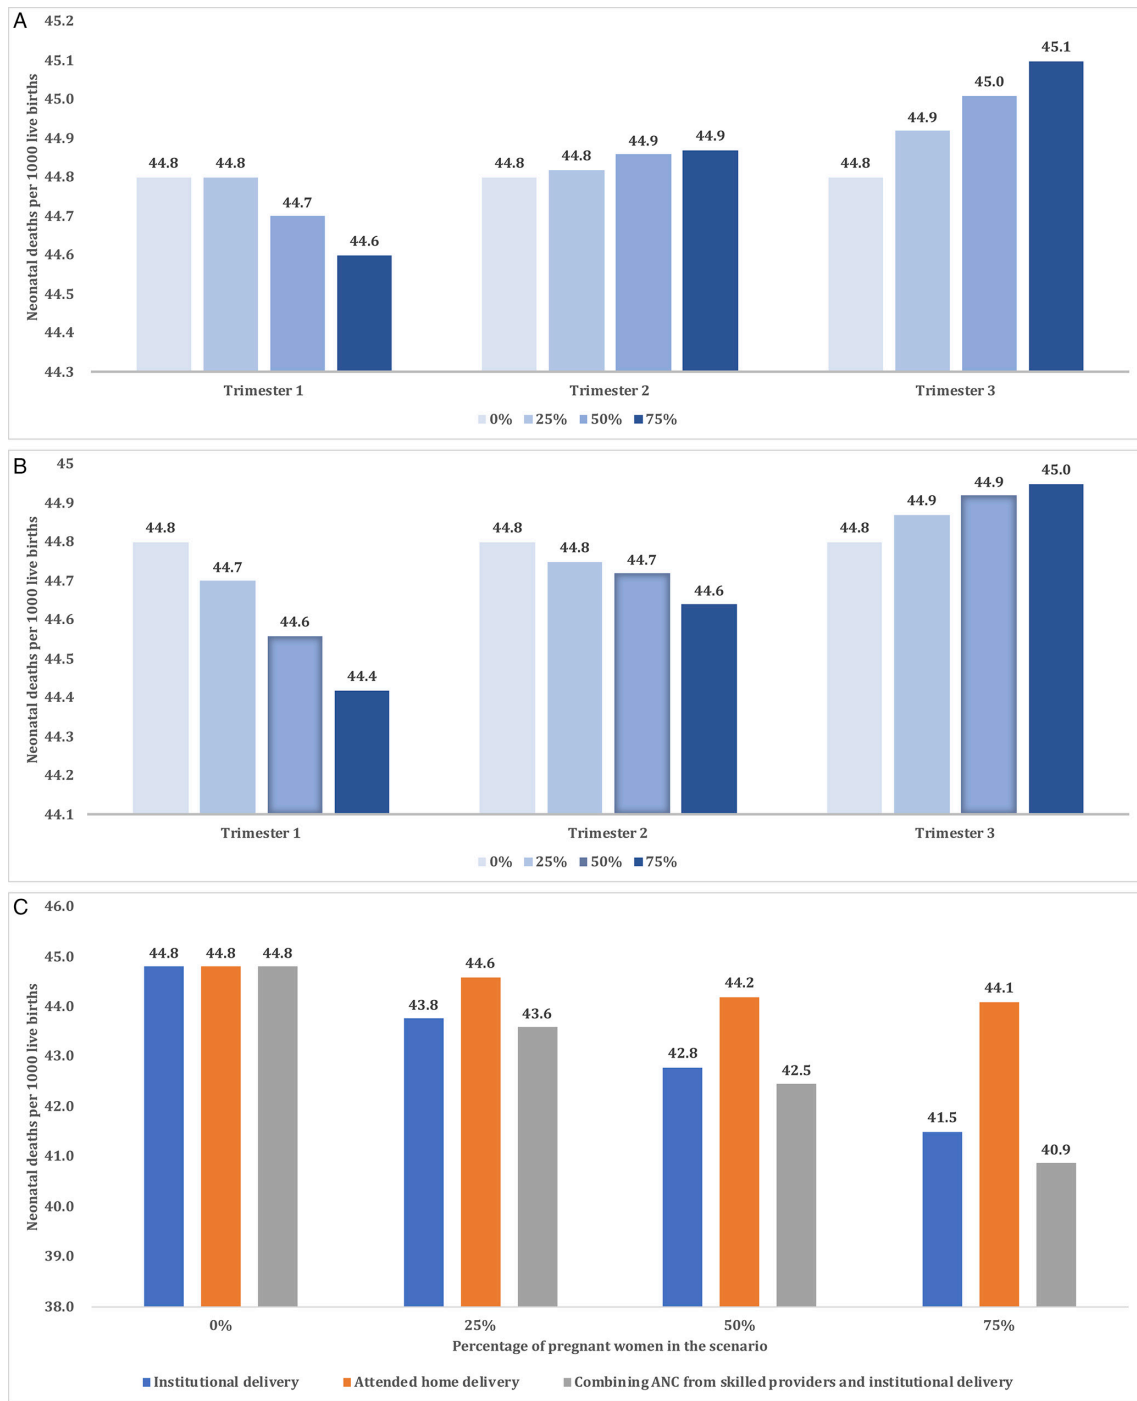 A
Neonatal deaths per 1000 live births
45.2
45.1
45.0
44.9
44.8
44.7
44.6
44.5
44.4
44.3
44.8 44.8 44.7 44.6
44.8 44.8 44.9 44.9
44.8 44.9 45.0 45.1
Trimester 1 Trimester 2 Trimester 3
0% 25% 50% 75%
B
Neonatal deaths per 1000 live births
45
44.9
44.8
44.7
44.6
44.5
44.4
44.3
44.2
44.1
44.8 44.7 44.6 44.4
44.8 44.8 44.7 44.6
44.8 44.9 44.9 45.0
Trimester 1 Trimester 2 Trimester 3
0% 25% 50% 75%
C
Neonatal deaths per 1000 live births
46.0
45.0
44.0
43.0
42.0
41.0
40.0
39.0
38.0
44.8 44.8 44.8
43.8 44.6 43.6
42.8 44.2 42.5
41.5 44.1 40.9
0% 25% 50% 75%
Percentage of pregnant women in the scenario
Institutional delivery Attended home delivery Combining ANC from skilled providers and institutional delivery